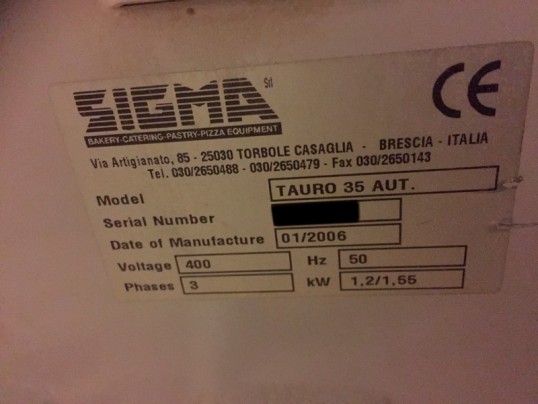 SIGMA Srl
BAKERY-CATERING-PASTRY-PIZZA EQUIPMENT
CE
Via Artigianato, 85 - 25030 TORBOLE CASAGLIA - BRESCIA - ITALIA
Tel. 030/2650488 - 030/2650479 - Fax 030/2650143
Model TAURO 35 AUT.
Serial Number
Date of Manufacture 01/2006
Voltage 400 Hz 50
Phases 3 kW 1,2/1,55